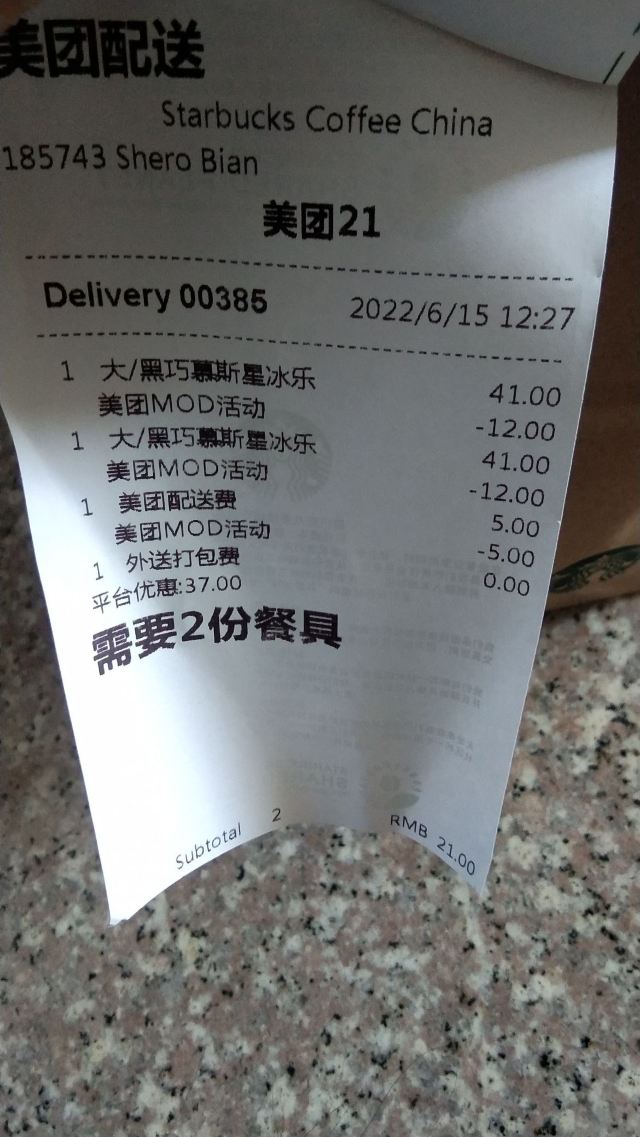 美团配送
Starbucks Coffee China
185743 Shero Bian
美团21
Delivery 00385 2022/6/15 12:27
1 大/黑巧慕斯星冰乐 41.00
美团MOD活动 -12.00
1 大/黑巧慕斯星冰乐 41.00
美团MOD活动 -12.00
1 美团配送费 5.00
美团MOD活动 -5.00
1 外送打包费 0.00
平台优惠:37.00
需要2份餐具
Subtotal 2 RMB 21.00